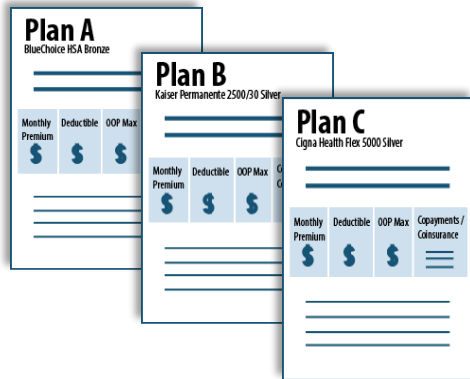 Plan A
BlueChoice HSA Bronze
Monthly Premium
Deductible
OOP Max
$
$
$
Plan B
Kaiser Permanente 2500/30 Silver
Monthly Premium
Deductible
OOP Max
$
$
$
Plan C
Cigna Health Flex 5000 Silver
Monthly Premium
Deductible
OOP Max
Copayments /
Coinsurance
$
$
$